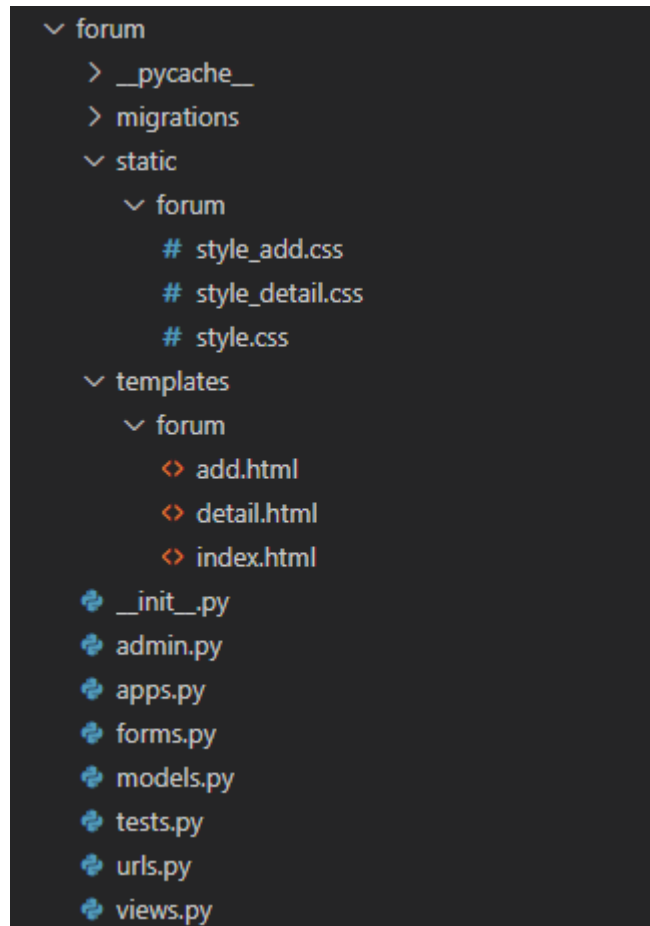 forum
__pycache__
migrations
static
forum
# style_add.css
# style_detail.css
# style.css
templates
forum
<> add.html
<> detail.html
<> index.html
__init__.py
admin.py
apps.py
forms.py
models.py
tests.py
urls.py
views.py